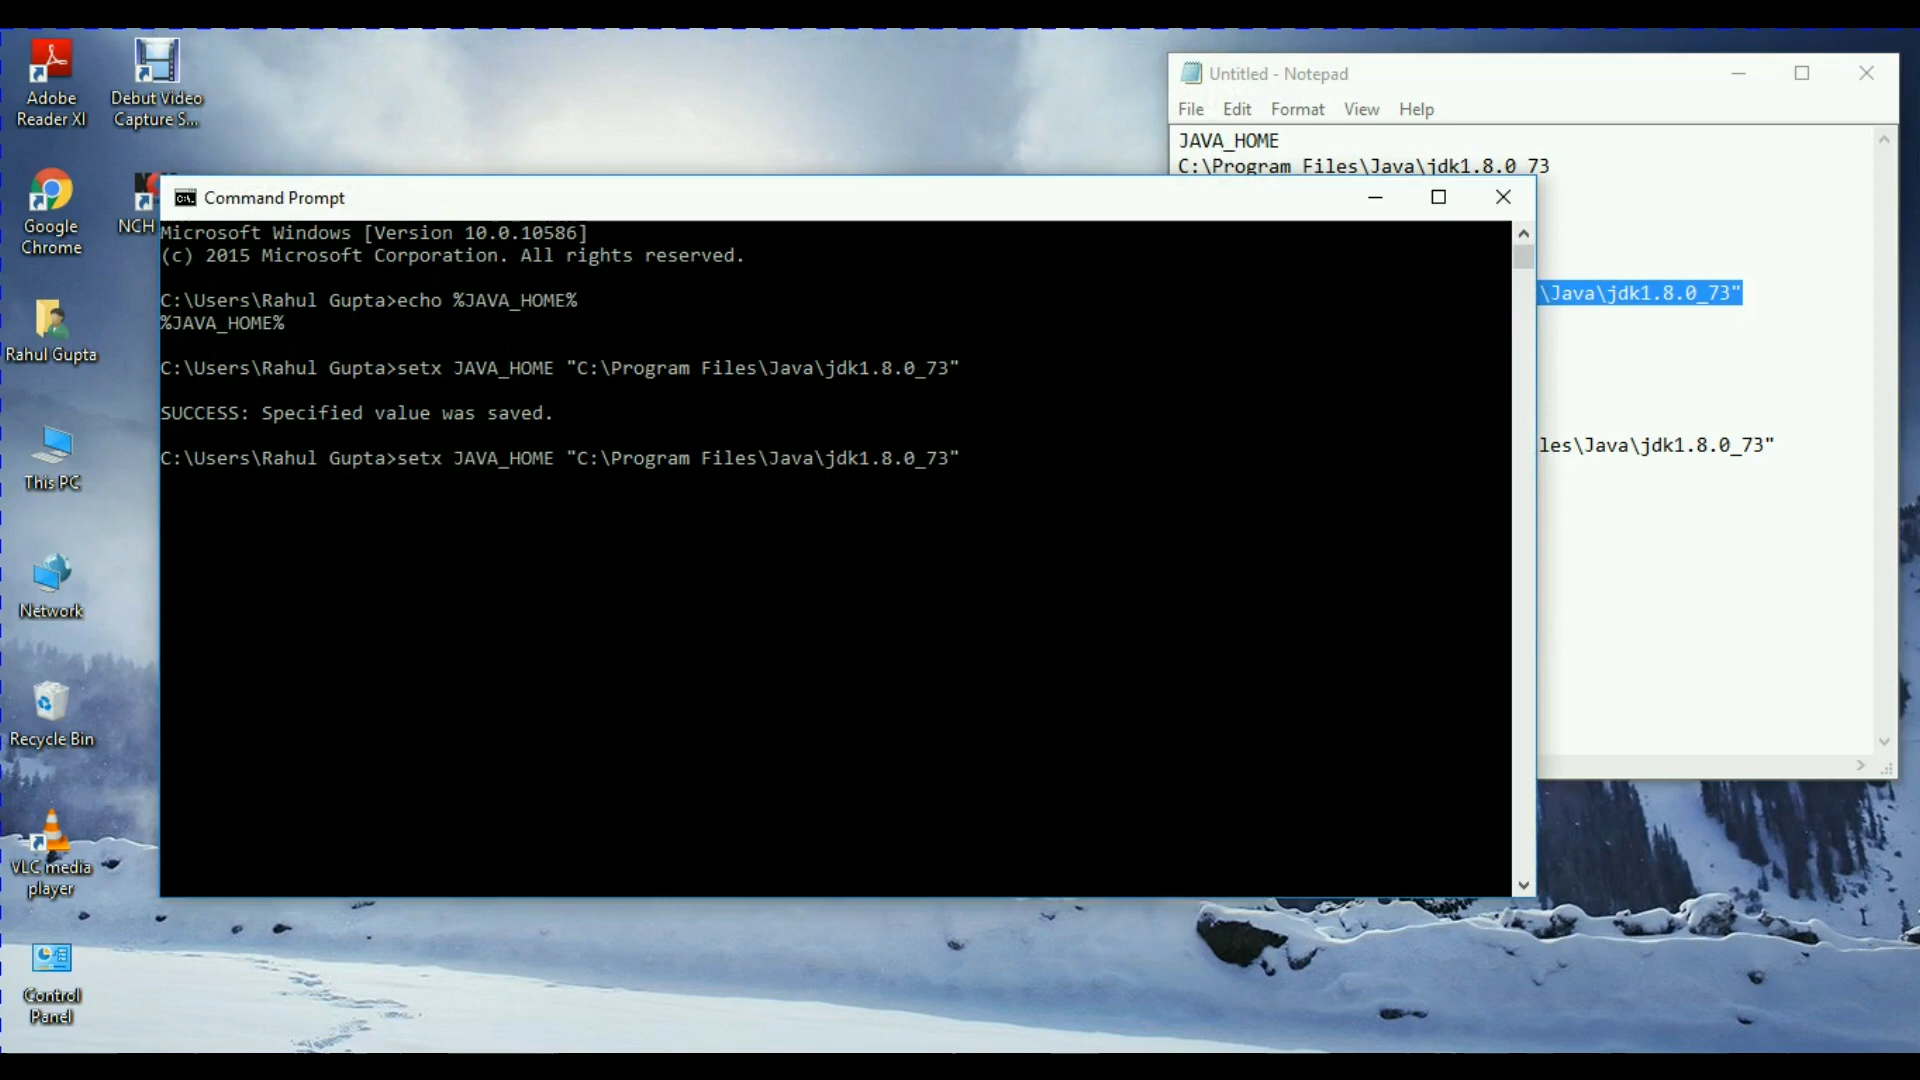 Adobe
Reader XI
Debut Video
Capture S...
Google
Chrome
NCH
Rahul Gupta
This PC
Network
Recycle Bin
VLC media
player
Control
Panel
Untitled - Notepad
File Edit Format View Help
JAVA_HOME
C:\Program Files\Java\jdk1.8.0_73
\Java\jdk1.8.0_73"
les\Java\jdk1.8.0_73"
Command Prompt
Microsoft Windows [Version 10.0.10586]
(c) 2015 Microsoft Corporation. All rights reserved.
C:\Users\Rahul Gupta>echo %JAVA_HOME%
%JAVA_HOME%
C:\Users\Rahul Gupta>setx JAVA_HOME "C:\Program Files\Java\jdk1.8.0_73"
SUCCESS: Specified value was saved.
C:\Users\Rahul Gupta>setx JAVA_HOME "C:\Program Files\Java\jdk1.8.0_73"